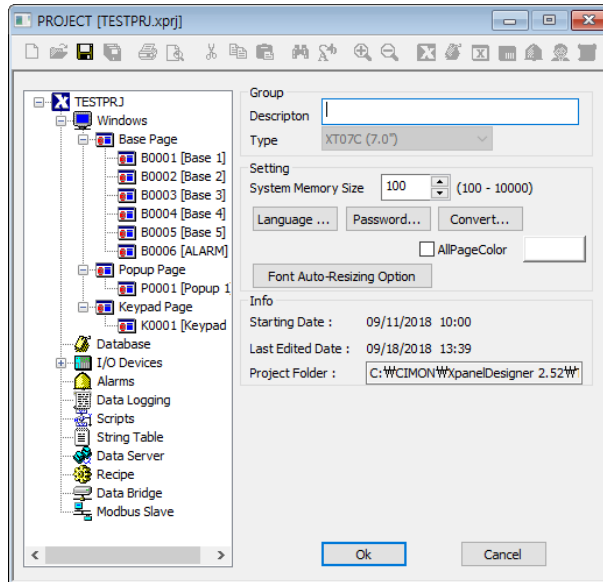 PROJECT [TESTPRJ.xprj]
TESTPRJ
Windows
Base Page
B0001 [Base 1]
B0002 [Base 2]
B0003 [Base 3]
B0004 [Base 4]
B0005 [Base 5]
B0006 [ALARM]
Popup Page
P0001 [Popup 1
Keypad Page
K0001 [Keypad
Database
I/O Devices
Alarms
Data Logging
Scripts
String Table
Data Server
Recipe
Data Bridge
Modbus Slave
Group
Descripton
Type XT07C (7.0")
Setting
System Memory Size 100 (100 - 10000)
Language ... Password... Convert...
AllPageColor
Font Auto-Resizing Option
Info
Starting Date : 09/11/2018 10:00
Last Edited Date : 09/18/2018 13:39
Project Folder : C:₩CIMON₩XpanelDesigner 2.52₩
Ok Cancel